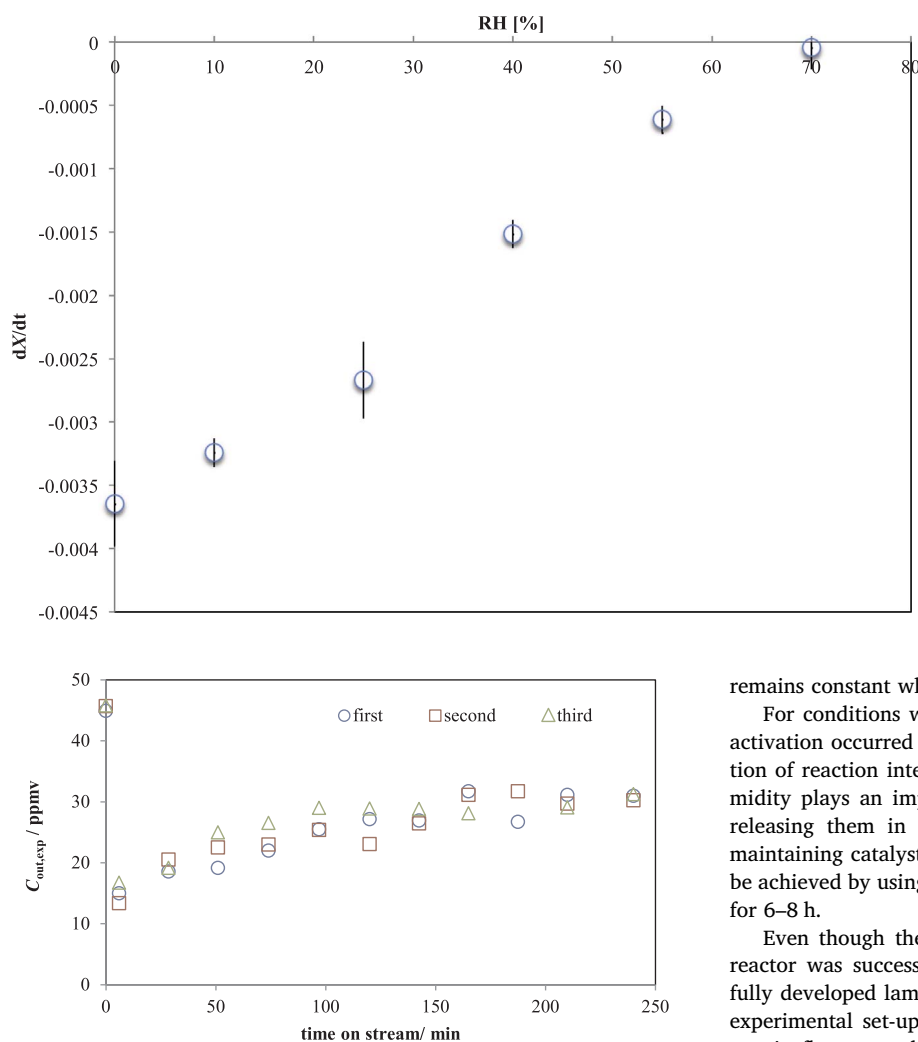 RH [%]
0
0 10 20 30 40 50 60 70 80
-0.0005
-0.001
-0.0015
-0.002
-0.0025
-0.003
-0.0035
-0.004
-0.0045
dX/dt
50
40
30
20
10
0
0 50 100 150 200 250
first second third
C out,exp / ppmv
time on stream/ min
remains constant wh
For conditions w
activation occurred
tion of reaction inte
midity plays an imp
releasing them in
maintaining catalyst
be achieved by using
for 6–8 h.
Even though the
reactor was success
fully developed lam
experimental set-up